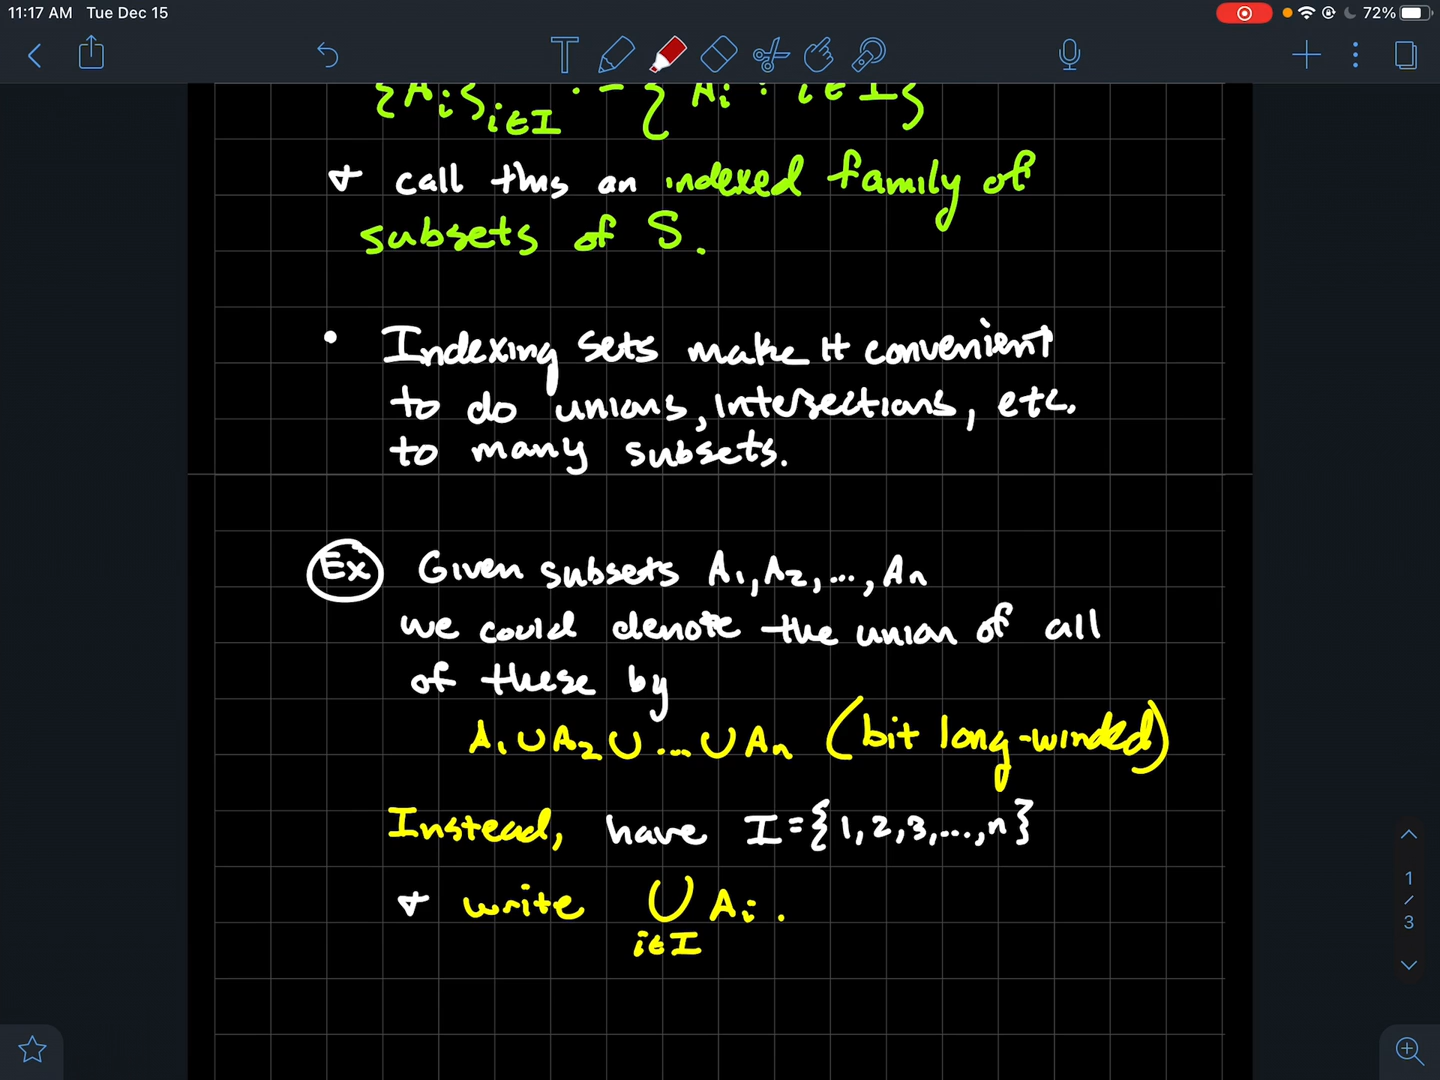 11:17 AM Tue Dec 15
72%
{A_i}_{i∈I} := {A_i : i∈I}
& call this an indexed family of
subsets of S.
• Indexing sets make it convenient
to do unions, intersections, etc.
to many subsets.
Ex Given subsets A₁, A₂, ..., Aₙ
we could denote the union of all
of these by
A₁ ∪ A₂ ∪ ... ∪ Aₙ (bit long-winded)
Instead, have I = {1, 2, 3, ..., n}
& write ∪ A_i .
i∈I
1
/
3